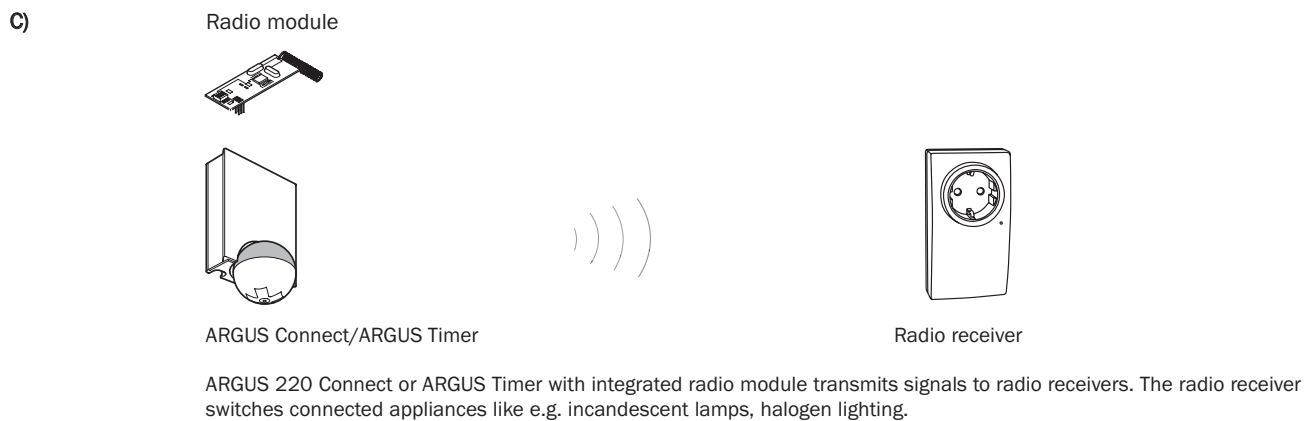 C)
Radio module
ARGUS Connect/ARGUS Timer
Radio receiver
ARGUS 220 Connect or ARGUS Timer with integrated radio module transmits signals to radio receivers. The radio receiver
switches connected appliances like e.g. incandescent lamps, halogen lighting.